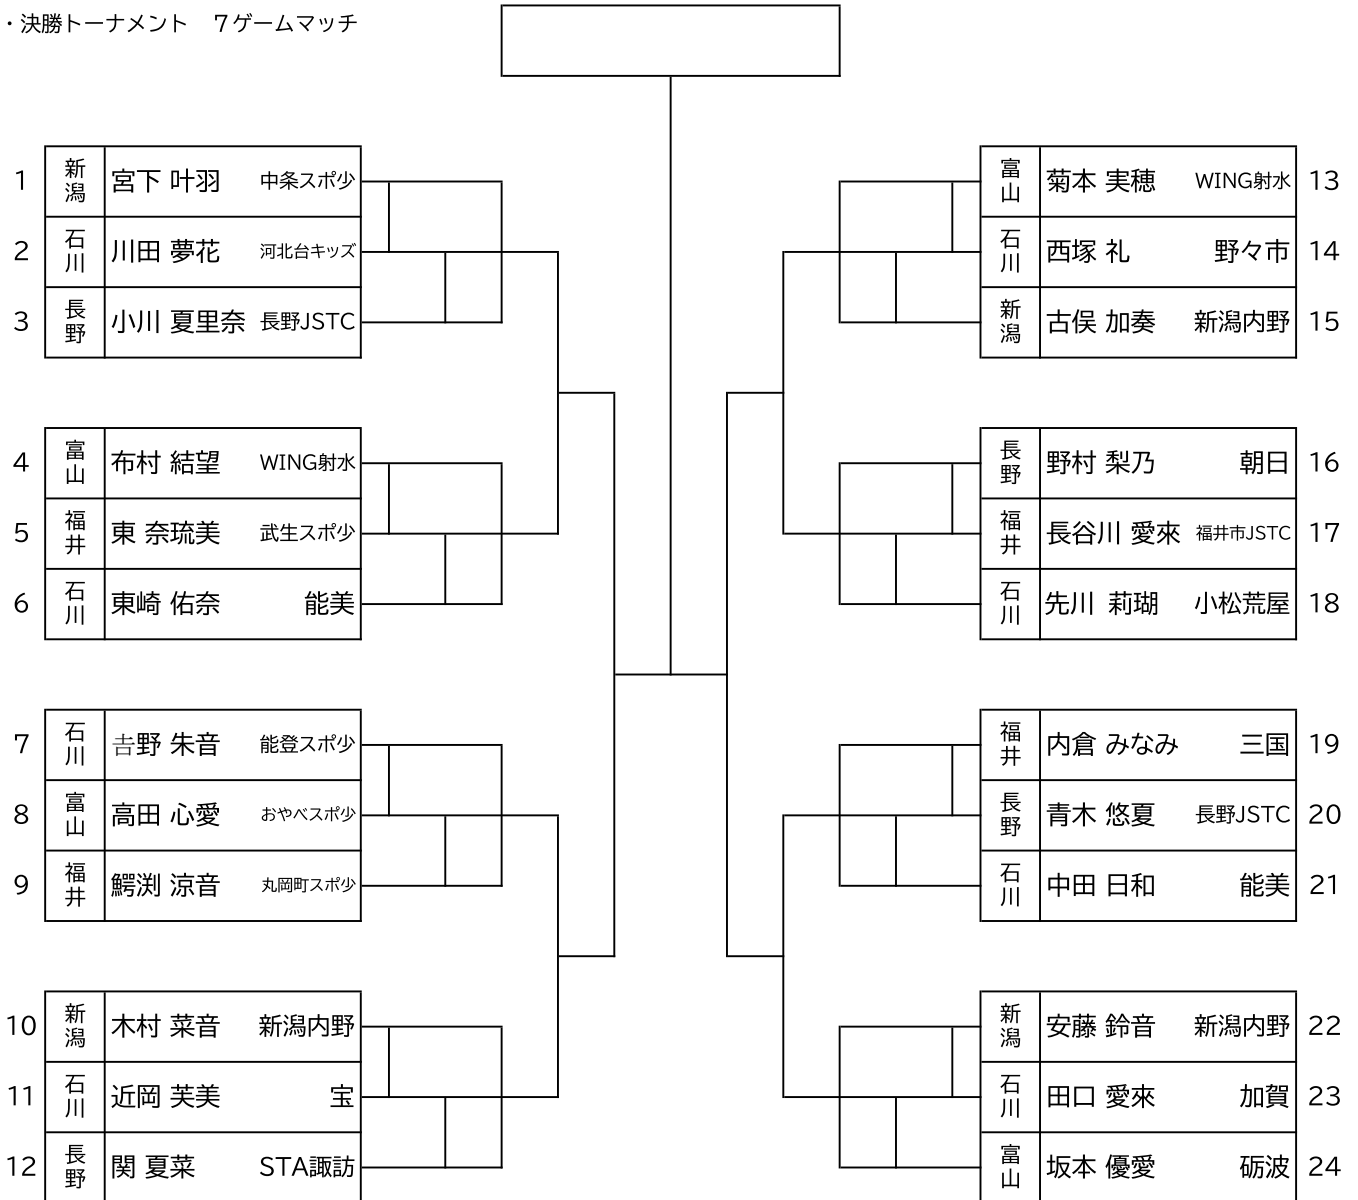 ・決勝トーナメント　7ゲームマッチ
1 新潟 宮下 叶羽 中条スポ少
2 石川 川田 夢花 河北台キッズ
3 長野 小川 夏里奈 長野JSTC
4 富山 布村 結望 WING射水
5 福井 東 奈琉美 武生スポ少
6 石川 東崎 佑奈 能美
7 石川 𠮷野 朱音 能登スポ少
8 富山 高田 心愛 おやべスポ少
9 福井 鰐渕 涼音 丸岡町スポ少
10 新潟 木村 菜音 新潟内野
11 石川 近岡 芙美 宝
12 長野 関 夏菜 STA諏訪
富山 菊本 実穂 WING射水 13
石川 西塚 礼 野々市 14
新潟 古俣 加奏 新潟内野 15
長野 野村 梨乃 朝日 16
福井 長谷川 愛來 福井市JSTC 17
石川 先川 莉瑚 小松荒屋 18
福井 内倉 みなみ 三国 19
長野 青木 悠夏 長野JSTC 20
石川 中田 日和 能美 21
新潟 安藤 鈴音 新潟内野 22
石川 田口 愛來 加賀 23
富山 坂本 優愛 砺波 24